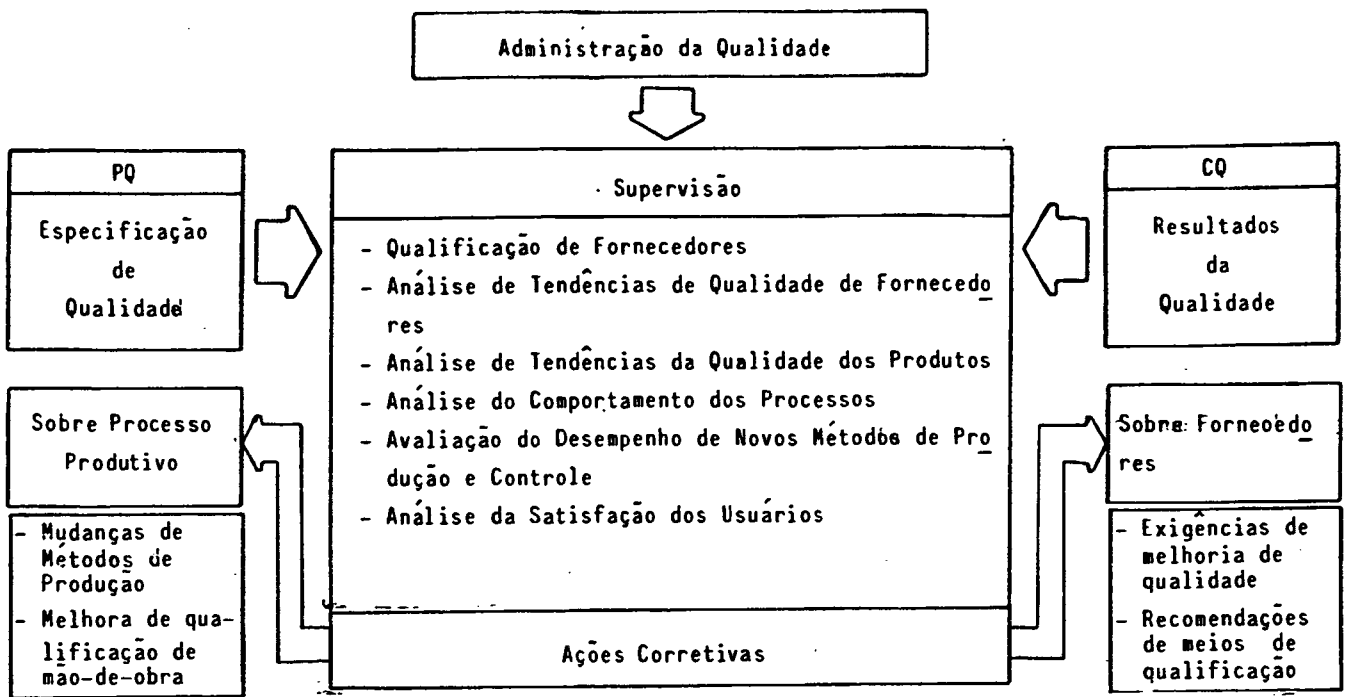 Administração da Qualidade
PQ
Especificação
de
Qualidade
Supervisão
- Qualificação de Fornecedores
- Análise de Tendências de Qualidade de Fornecedo
res
- Análise de Tendências da Qualidade dos Produtos
- Análise do Comportamento dos Processos
- Avaliação do Desempenho de Novos Métodos de Pro
dução e Controle
- Análise da Satisfação dos Usuários
Ações Corretivas
CQ
Resultados
da
Qualidade
Sobre Processo
Produtivo
- Mudanças de
Métodos de
Produção
- Melhora de qua-
lificação de
mão-de-obra
Sobre: Fornecedo
res
- Exigências de
melhoria de
qualidade
- Recomendações
de meios de
qualificação